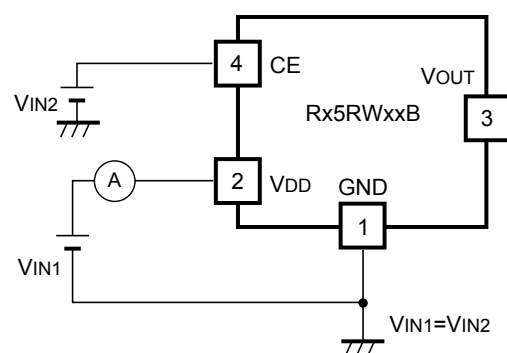 4
CE
VOUT
VIN2
Rx5RWxxB
3
A
2
VDD
GND
1
VIN1
VIN1=VIN2